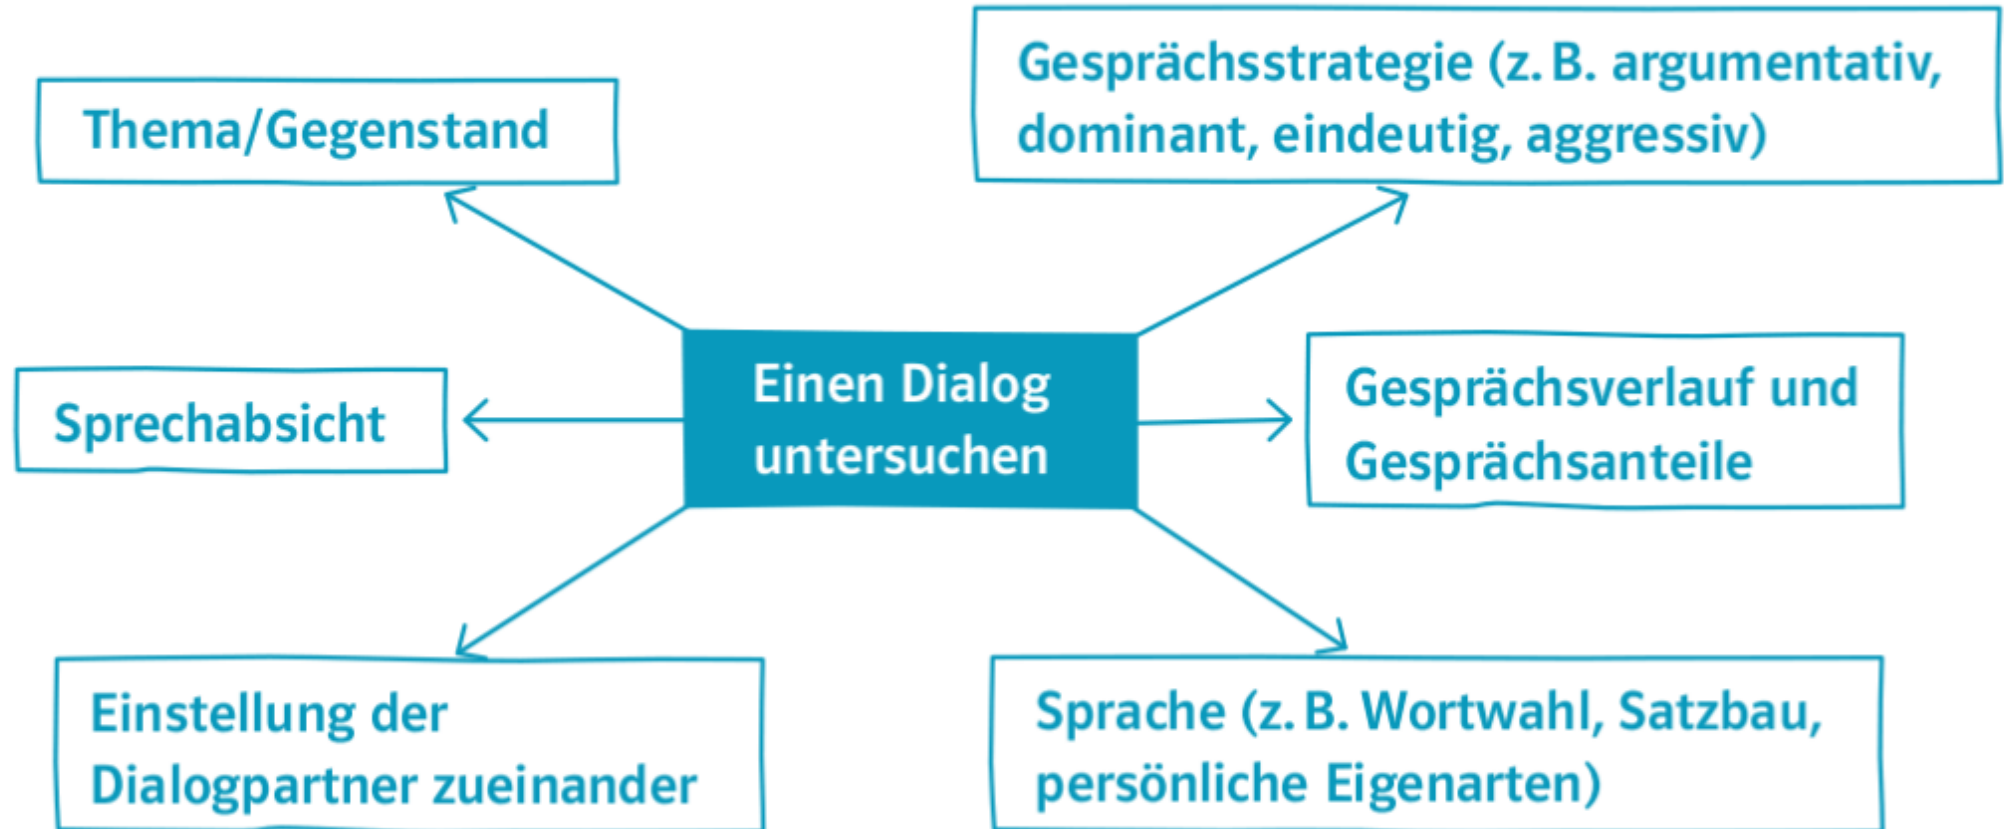 Thema/Gegenstand
Gesprächsstrategie (z. B. argumentativ,
dominant, eindeutig, aggressiv)
Sprechabsicht
Einen Dialog
untersuchen
Gesprächsverlauf und
Gesprächsanteile
Einstellung der
Dialogpartner zueinander
Sprache (z. B. Wortwahl, Satzbau,
persönliche Eigenarten)